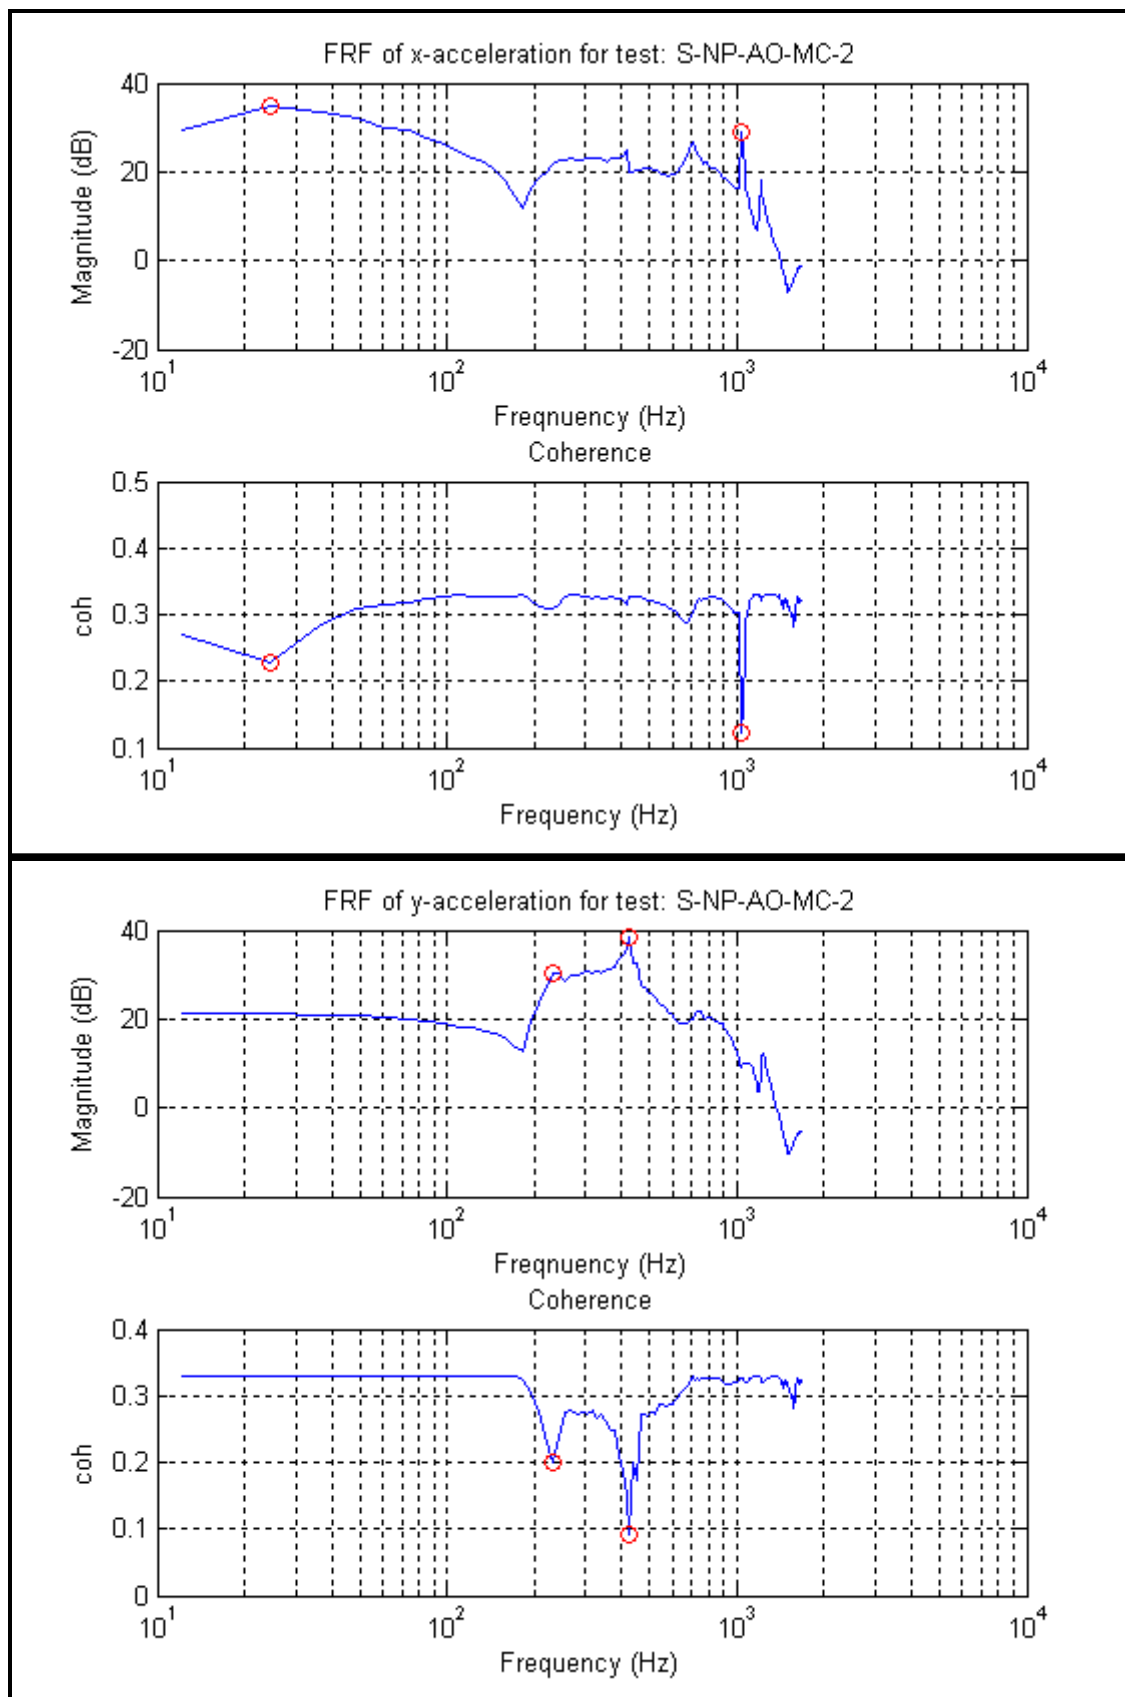 FRF of x-acceleration for test: S-NP-AO-MC-2
Magnitude (dB)
40
20
0
-20
10^1 10^2 10^3 10^4
Freqnuency (Hz)
Coherence
coh
0.5
0.4
0.3
0.2
0.1
10^1 10^2 10^3 10^4
Frequency (Hz)
FRF of y-acceleration for test: S-NP-AO-MC-2
Magnitude (dB)
40
20
0
-20
10^1 10^2 10^3 10^4
Freqnuency (Hz)
Coherence
coh
0.4
0.3
0.2
0.1
0
10^1 10^2 10^3 10^4
Frequency (Hz)